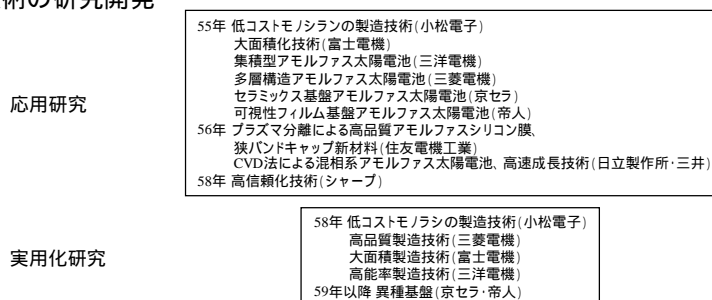 術の研究開発
55年 低コストモノシランの製造技術(小松電子)
大面積化技術(富士電機)
集積型アモルファス太陽電池(三洋電機)
多層構造アモルファス太陽電池(三菱電機)
セラミックス基盤アモルファス太陽電池(京セラ)
可視性フィルム基盤アモルファス太陽電池(帝人)
56年 プラズマ分離による高品質アモルファスシリコン膜、
狭バンドキャップ新材料(住友電機工業)
CVD法による混相系アモルファス太陽電池、高速成長技術(日立製作所・三井)
58年 高信頼化技術(シャープ)
応用研究
58年 低コストモノラシの製造技術(小松電子)
高品質製造技術(三菱電機)
大面積製造技術(富士電機)
高能率製造技術(三洋電機)
59年以降 異種基盤(京セラ・帝人)
実用化研究